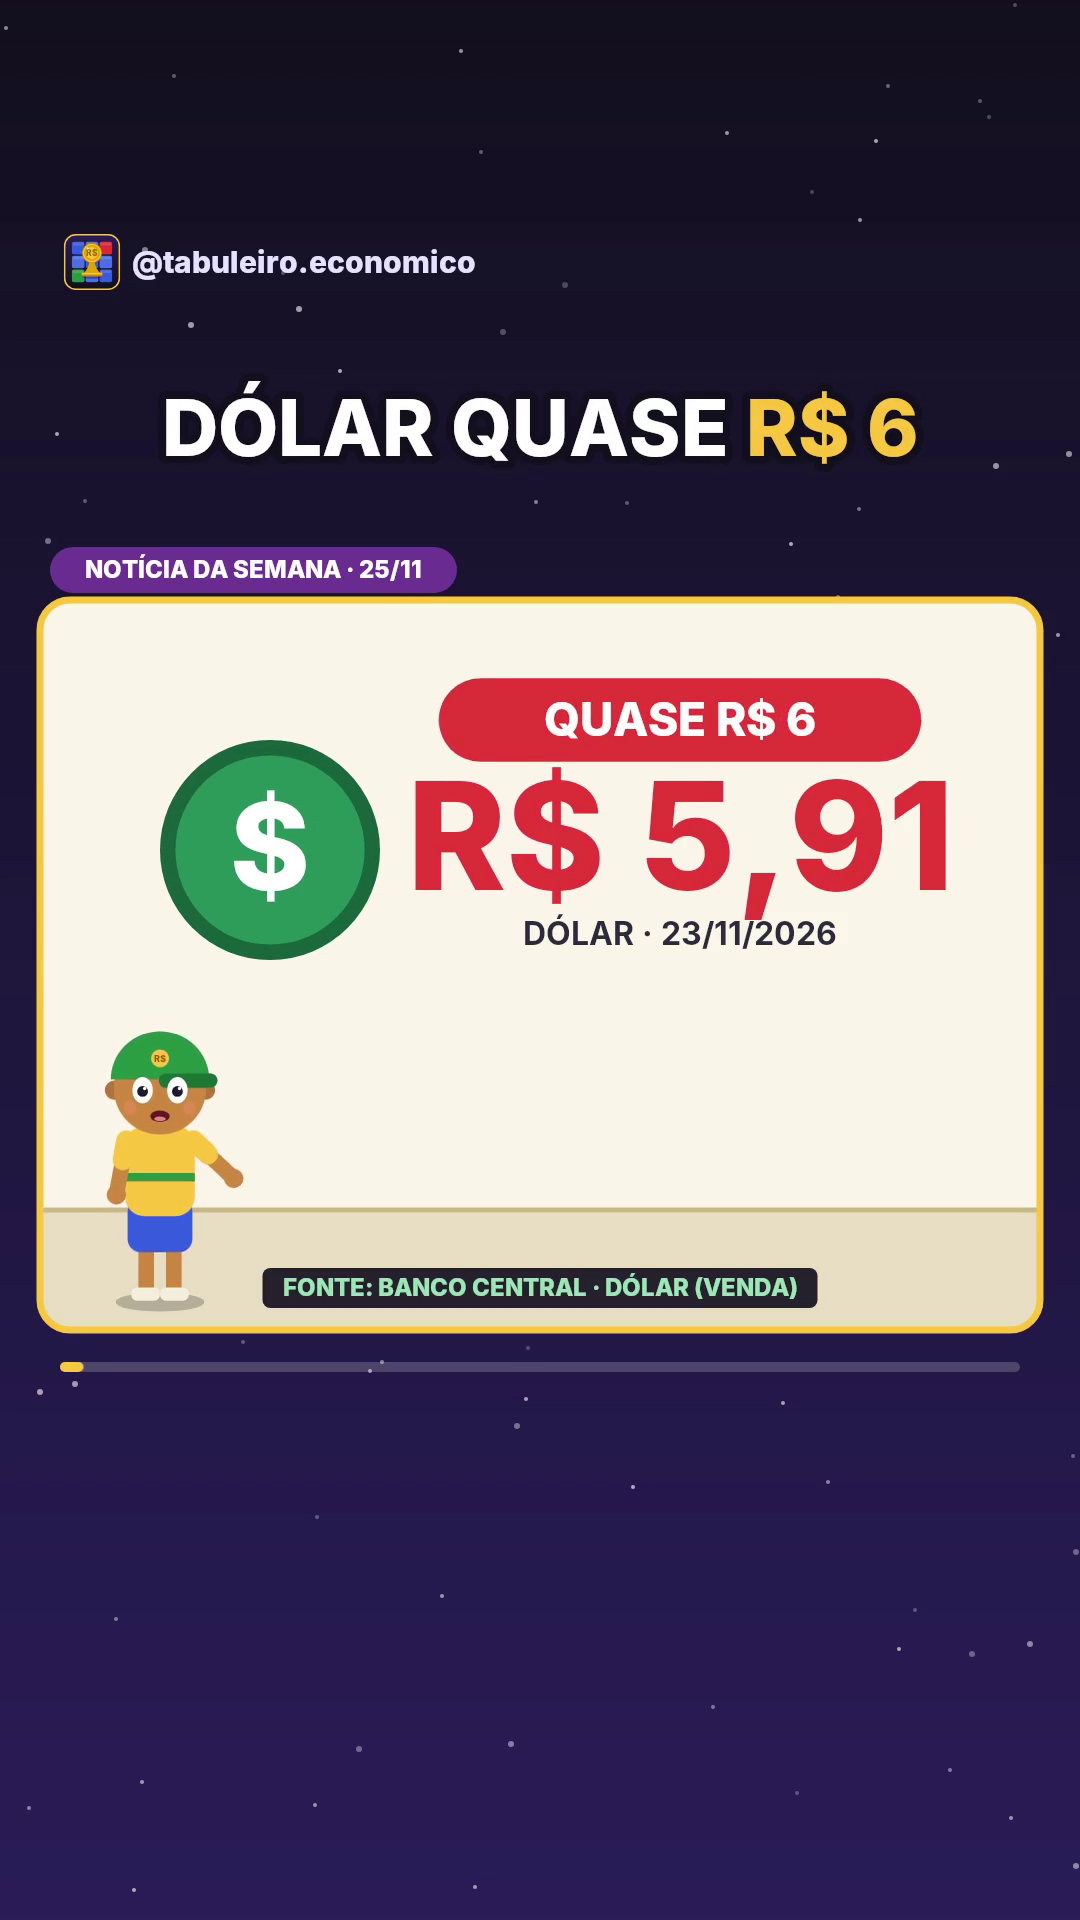 @tabuleiro.economico
DÓLAR QUASE R$ 6
NOTÍCIA DA SEMANA · 25/11
QUASE R$ 6
$
R$ 5,91
DÓLAR · 23/11/2026
R$
FONTE: BANCO CENTRAL · DÓLAR (VENDA)